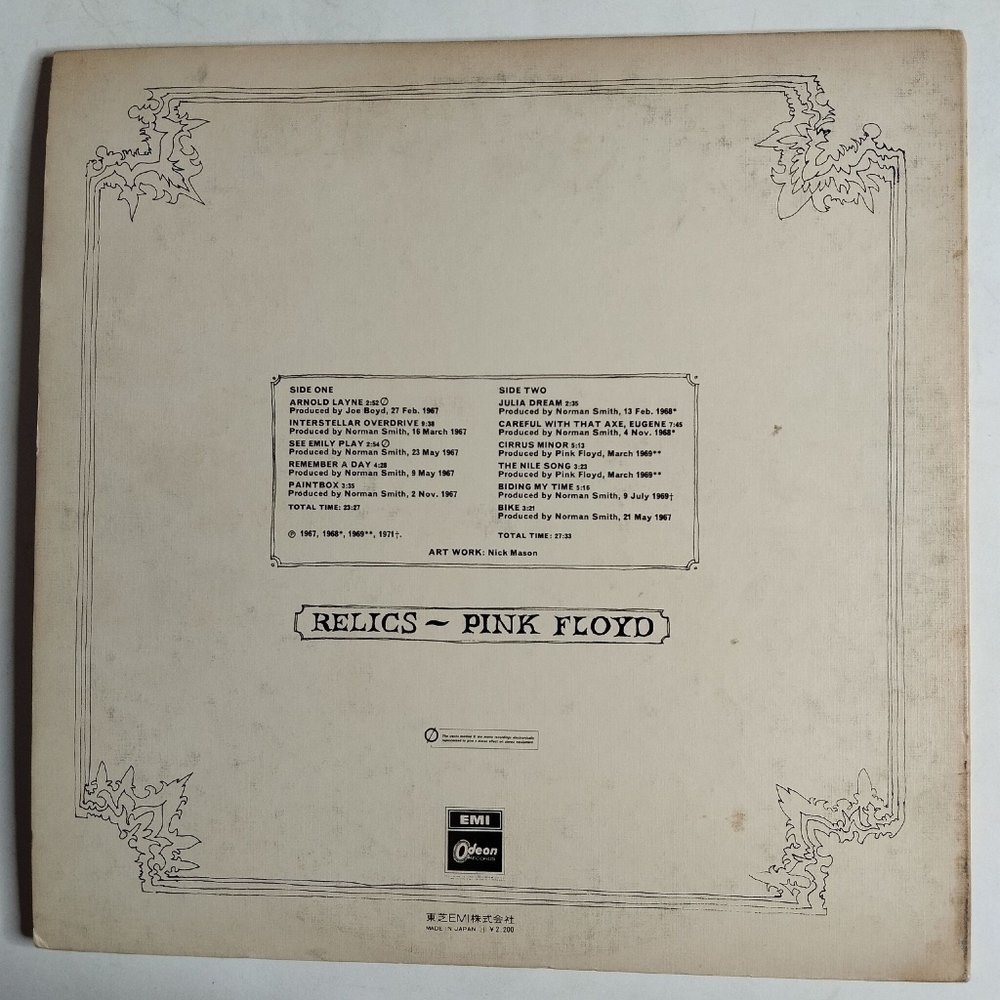 SIDE ONE
ARNOLD LAYNE 2:52
Produced by Joe Boyd, 27 Feb. 1967
INTERSTELLAR OVERDRIVE 9:38
Produced by Norman Smith, 16 March 1967
SEE EMILY PLAY 2:54
Produced by Norman Smith, 23 May 1967
REMEMBER A DAY 4:28
Produced by Norman Smith, 9 May 1967
PAINTBOX 3:35
Produced by Norman Smith, 2 Nov. 1967
TOTAL TIME: 23:27
℗ 1967, 1968*, 1969**, 1971†.
SIDE TWO
JULIA DREAM 2:35
Produced by Norman Smith, 13 Feb. 1968*
CAREFUL WITH THAT AXE, EUGENE 7:45
Produced by Norman Smith, 4 Nov. 1968*
CIRRUS MINOR 5:13
Produced by Pink Floyd, March 1969**
THE NILE SONG 3:23
Produced by Pink Floyd, March 1969**
BIDING MY TIME 5:16
Produced by Norman Smith, 9 July 1969†
BIKE 3:21
Produced by Norman Smith, 21 May 1967
TOTAL TIME: 27:33
ART WORK: Nick Mason
RELICS ~ PINK FLOYD
EMI
Odeon
RECORDS
東芝EMI株式会社
MADE IN JAPAN ¥2,200